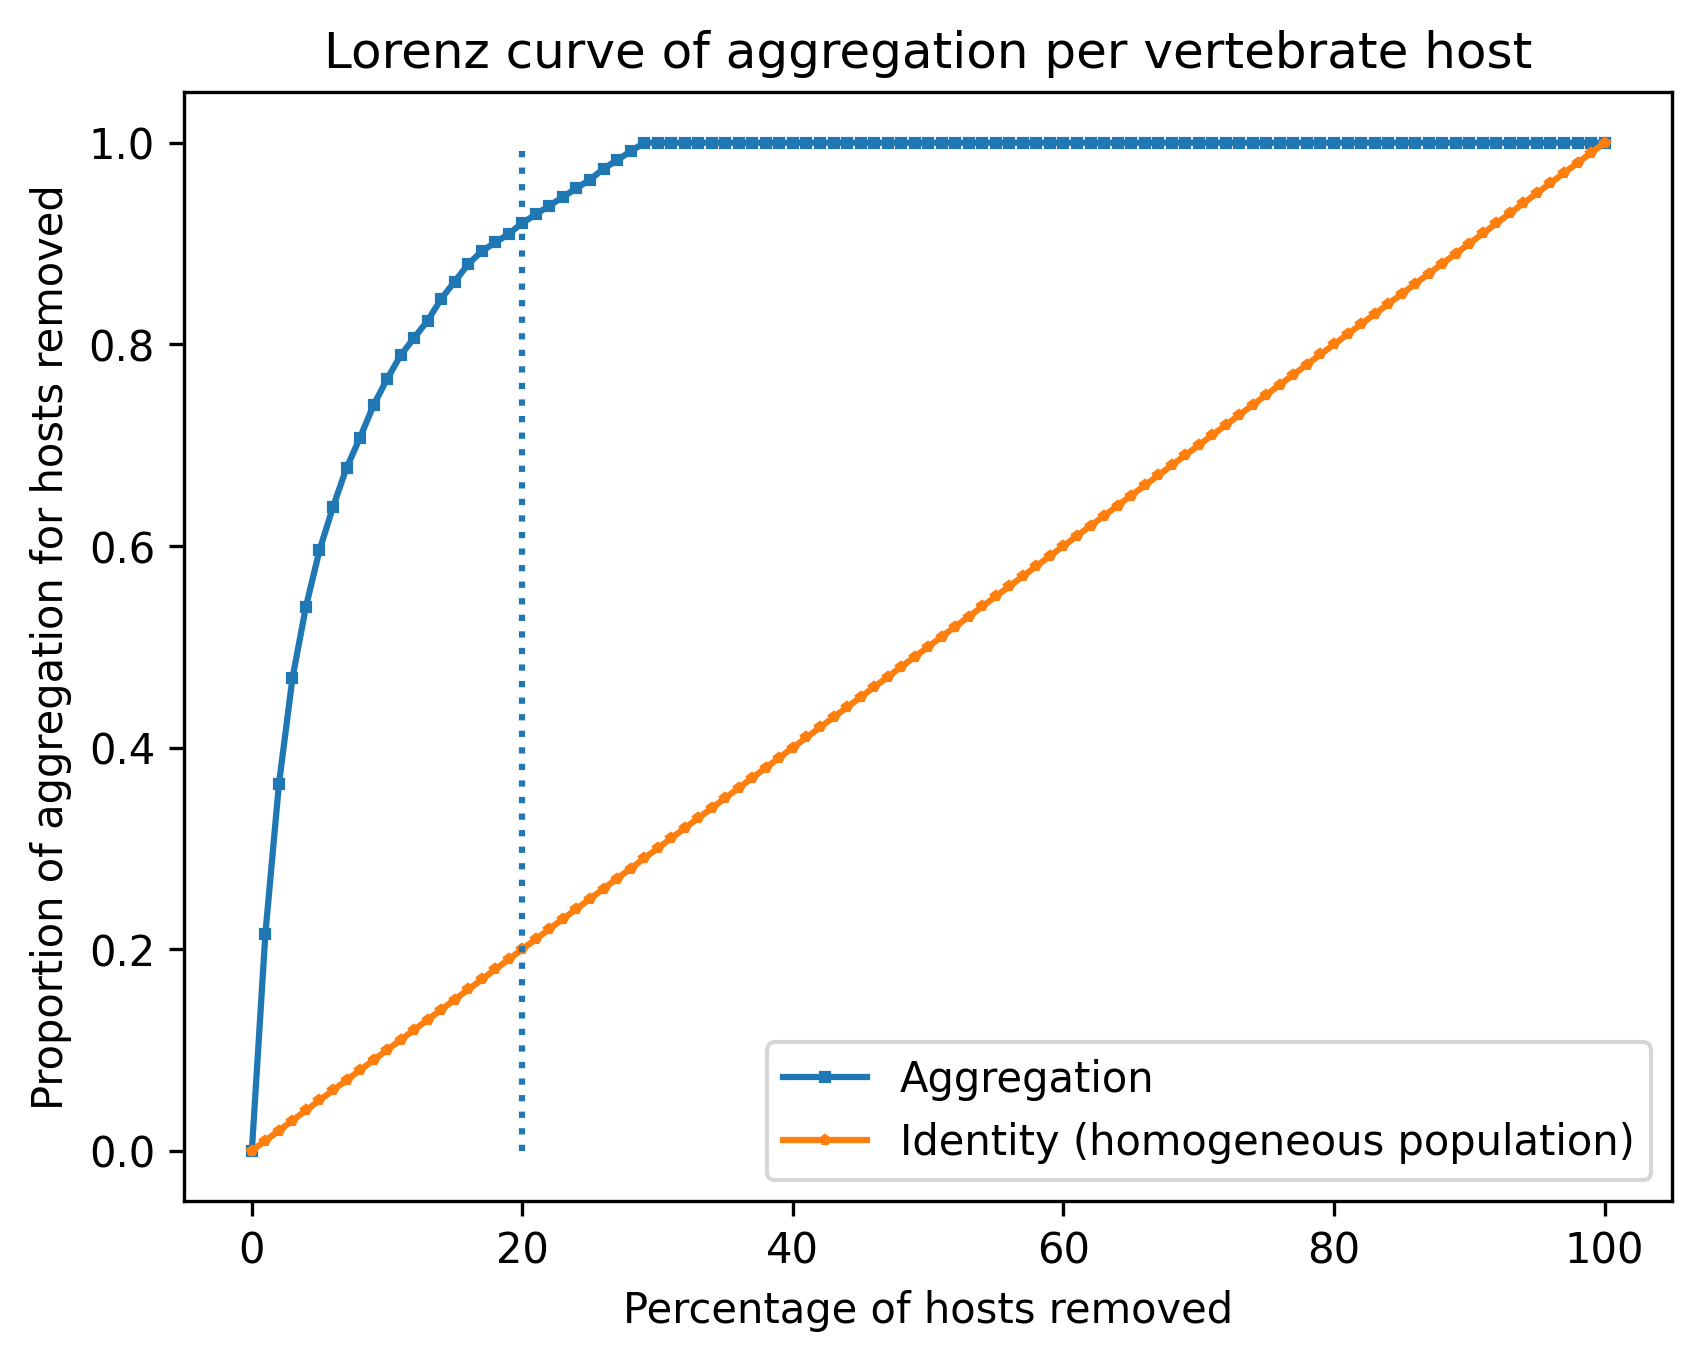 Lorenz curve of aggregation per vertebrate host
Proportion of aggregation for hosts removed
1.0
0.8
0.6
0.4
0.2
0.0
Aggregation
Identity (homogeneous population)
0 20 40 60 80 100
Percentage of hosts removed